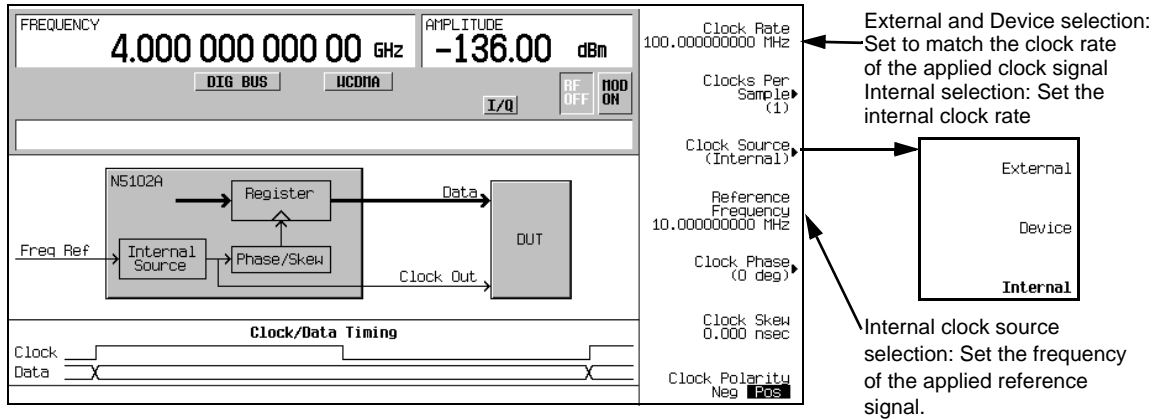 FREQUENCY
4.000 000 000 00 GHz
AMPLITUDE
-136.00 dBm
DIG BUS
WCDMA
I/Q
RF OFF
MOD ON
N5102A
Register
Data
Freq Ref
Internal
Source
Phase/Skew
DUT
Clock Out
Clock/Data Timing
Clock
Data
Clock Rate
100.000000000 MHz
Clocks Per
Sample
(1)
Clock Source
(Internal)
Reference
Frequency
10.000000000 MHz
Clock Phase
(0 deg)
Clock Skew
0.000 nsec
Clock Polarity
Neg Pos
External and Device selection:
Set to match the clock rate
of the applied clock signal
Internal selection: Set the
internal clock rate
External
Device
Internal
Internal clock source
selection: Set the frequency
of the applied reference
signal.